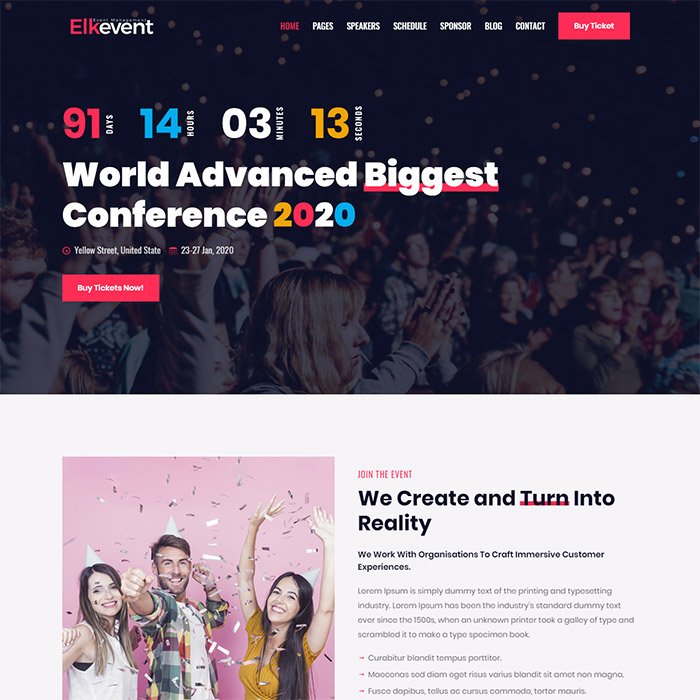 Event Management
Elkevent
HOME PAGES SPEAKERS SCHEDULE SPONSOR BLOG CONTACT Buy Ticket
91 DAYS 14 HOURS 03 MINUTES 13 SECONDS
World Advanced Biggest
Conference 2020
Yellow Street, United State 23-27 Jan, 2020
Buy Tickets Now!
JOIN THE EVENT
We Create and Turn Into
Reality
We Work With Organisations To Craft Immersive Customer
Experiences.
Lorem Ipsum is simply dummy text of the printing and typesetting
industry. Lorem Ipsum has been the industry's standard dummy text
ever since the 1500s, when an unknown printer took a galley of type and
scrambled it to make a type specimen book.
→ Curabitur blandit tempus porttitor.
→ Maecenas sed diam eget risus varius blandit sit amet non magna.
→ Fusce dapibus, tellus ac cursus commodo, tortor mauris.